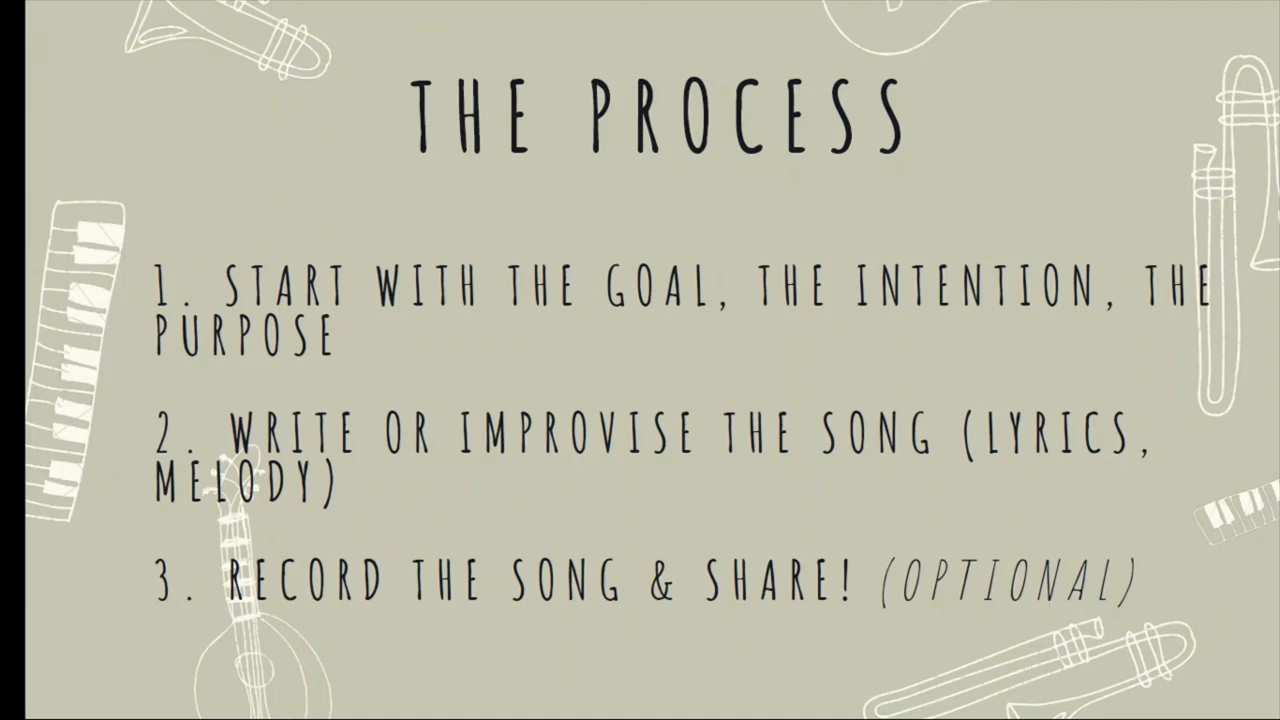 THE PROCESS
1. START WITH THE GOAL, THE INTENTION, THE
PURPOSE
2. WRITE OR IMPROVISE THE SONG (LYRICS,
MELODY)
3. RECORD THE SONG & SHARE! (OPTIONAL)